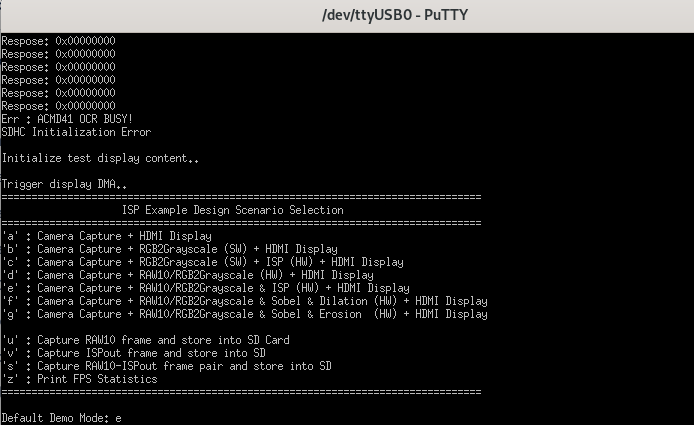 /dev/ttyUSB0 - PuTTY
Respose: 0x00000000
Respose: 0x00000000
Respose: 0x00000000
Respose: 0x00000000
Respose: 0x00000000
Respose: 0x00000000
Err : ACMD41 OCR BUSY!
SDHC Initialization Error
Initialize test display content..
Trigger display DMA..
================================================================================
ISP Example Design Scenario Selection
================================================================================
'a' : Camera Capture + HDMI Display
'b' : Camera Capture + RGB2Grayscale (SW) + HDMI Display
'c' : Camera Capture + RGB2Grayscale (SW) + ISP (HW) + HDMI Display
'd' : Camera Capture + RAW10/RGB2Grayscale (HW) + HDMI Display
'e' : Camera Capture + RAW10/RGB2Grayscale & ISP (HW) + HDMI Display
'f' : Camera Capture + RAW10/RGB2Grayscale & Sobel & Dilation (HW) + HDMI Display
'g' : Camera Capture + RAW10/RGB2Grayscale & Sobel & Erosion  (HW) + HDMI Display
'u' : Capture RAW10 frame and store into SD Card
'v' : Capture ISPout frame and store into SD
's' : Capture RAW10-ISPout frame pair and store into SD
'z' : Print FPS Statistics
================================================================================
Default Demo Mode: e